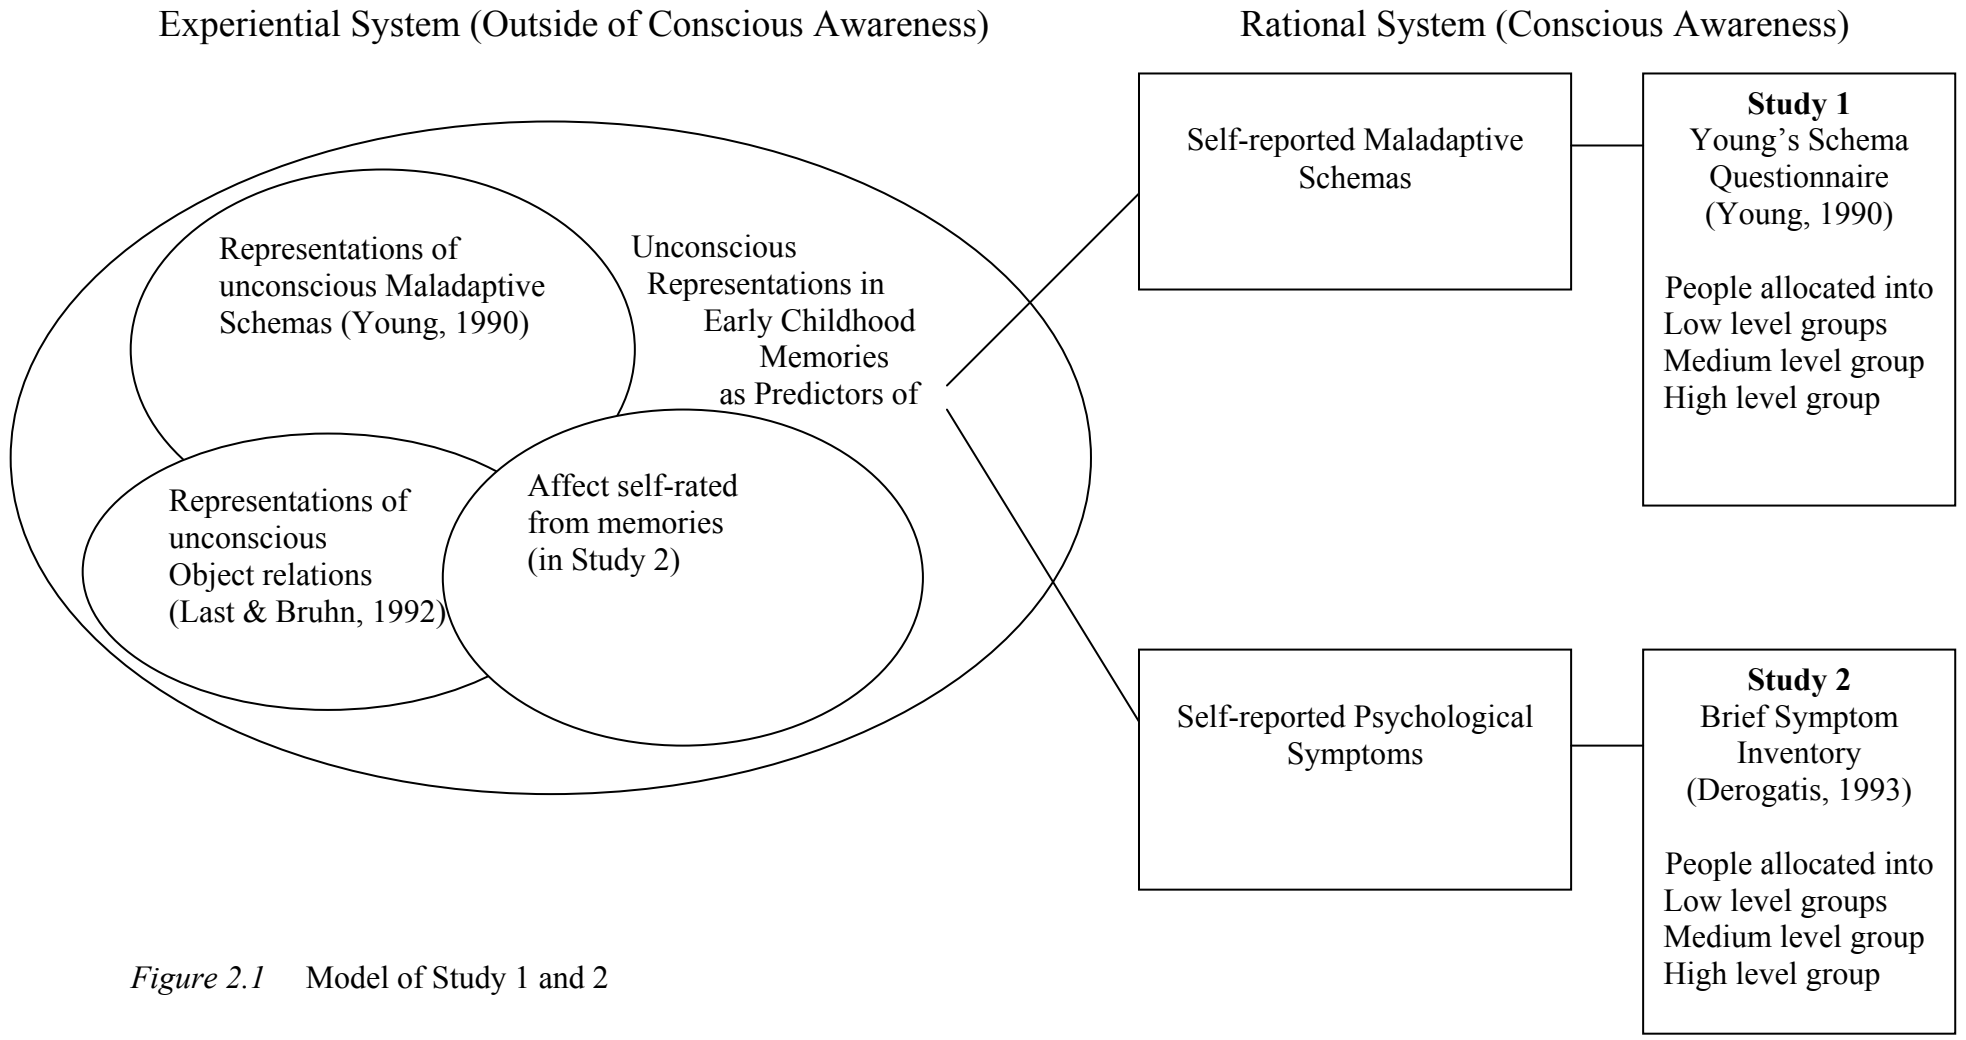 Experiential System (Outside of Conscious Awareness)
Rational System (Conscious Awareness)
Representations of
unconscious Maladaptive
Schemas (Young, 1990)
Unconscious
Representations in
Early Childhood
Memories
as Predictors of
Representations of
unconscious
Object relations
(Last & Bruhn, 1992)
Affect self-rated
from memories
(in Study 2)
Self-reported Maladaptive
Schemas
Study 1
Young’s Schema
Questionnaire
(Young, 1990)
People allocated into
Low level groups
Medium level group
High level group
Self-reported Psychological
Symptoms
Study 2
Brief Symptom
Inventory
(Derogatis, 1993)
People allocated into
Low level groups
Medium level group
High level group
Figure 2.1 Model of Study 1 and 2